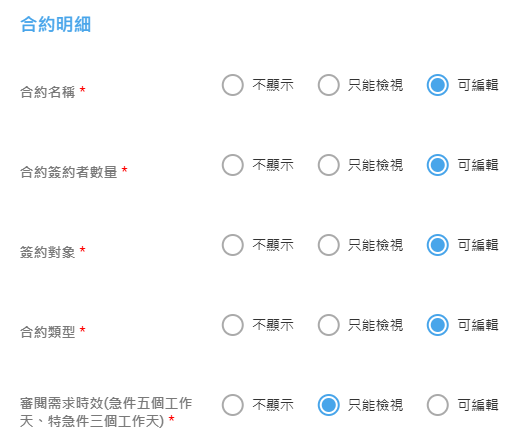 合約明細
合約名稱 * 不顯示 只能檢視 可編輯
合約簽約者數量 * 不顯示 只能檢視 可編輯
簽約對象 * 不顯示 只能檢視 可編輯
合約類型 * 不顯示 只能檢視 可編輯
審閱需求時效(急件五個工作
天、特急件三個工作天) * 不顯示 只能檢視 可編輯